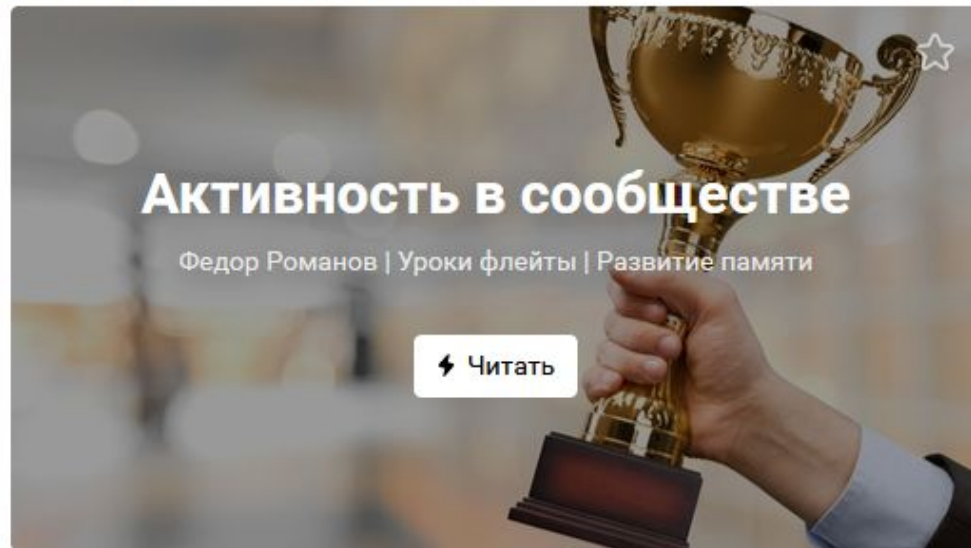 Активность в сообществе
Федор Романов | Уроки флейты | Развитие памяти
Читать